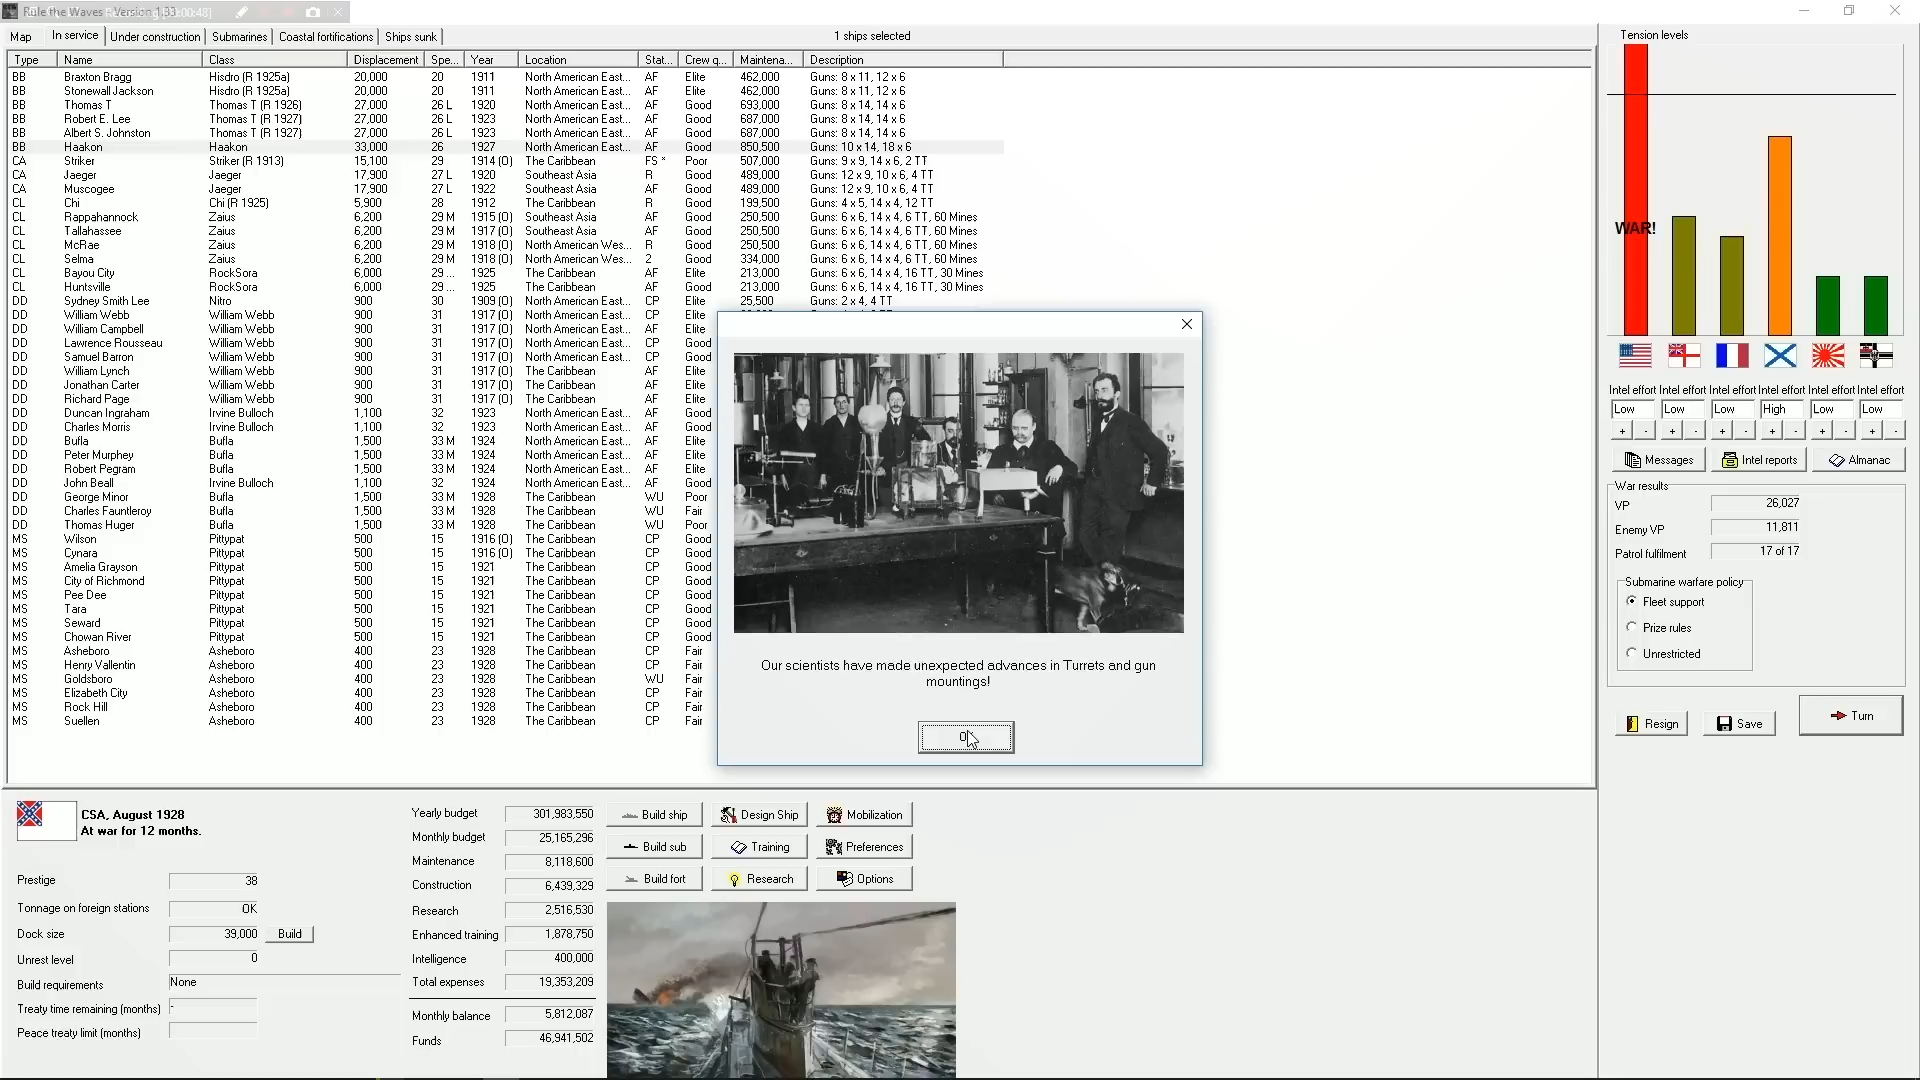 Rule the Waves - Version 1.33
[00:00:48]
Map In service Under construction Submarines Coastal fortifications Ships sunk 1 ships selected
Type Name Class Displacement Spe... Year Location Stat... Crew q... Maintena... Description
BB Braxton Bragg Hisdro (R 1925a) 20,000 20 1911 North American East... AF Elite 462,000 Guns: 8 x 11, 12 x 6
BB Stonewall Jackson Hisdro (R 1925a) 20,000 20 1911 North American East... AF Elite 462,000 Guns: 8 x 11, 12 x 6
BB Thomas T Thomas T (R 1926) 27,000 26 L 1920 North American East... AF Good 693,000 Guns: 8 x 14, 14 x 6
BB Robert E. Lee Thomas T (R 1927) 27,000 26 L 1923 North American East... AF Good 687,000 Guns: 8 x 14, 14 x 6
BB Albert S. Johnston Thomas T (R 1927) 27,000 26 L 1923 North American East... AF Good 687,000 Guns: 8 x 14, 14 x 6
BB Haakon Haakon 33,000 26 1927 North American East... AF Good 850,500 Guns: 10 x 14, 18 x 6
CA Striker Striker (R 1913) 15,100 29 1914 (O) The Caribbean FS * Poor 507,000 Guns: 9 x 9, 14 x 6, 2 TT
CA Jaeger Jaeger 17,900 27 L 1920 Southeast Asia R Good 489,000 Guns: 12 x 9, 10 x 6, 4 TT
CA Muscogee Jaeger 17,900 27 L 1922 Southeast Asia AF Good 489,000 Guns: 12 x 9, 10 x 6, 4 TT
CL Chi Chi (R 1925) 5,900 28 1912 The Caribbean R Good 199,500 Guns: 4 x 5, 14 x 4, 12 TT
CL Rappahannock Zaius 6,200 29 M 1915 (O) Southeast Asia AF Good 250,500 Guns: 6 x 6, 14 x 4, 6 TT, 60 Mines
CL Tallahassee Zaius 6,200 29 M 1917 (O) Southeast Asia AF Good 250,500 Guns: 6 x 6, 14 x 4, 6 TT, 60 Mines
CL McRae Zaius 6,200 29 M 1918 (O) North American Wes... R Good 250,500 Guns: 6 x 6, 14 x 4, 6 TT, 60 Mines
CL Selma Zaius 6,200 29 M 1918 (O) North American Wes... 2 Good 334,000 Guns: 6 x 6, 14 x 4, 6 TT, 60 Mines
CL Bayou City RockSora 6,000 29 ... 1925 The Caribbean AF Elite 213,000 Guns: 6 x 6, 14 x 4, 16 TT, 30 Mines
CL Huntsville RockSora 6,000 29 ... 1925 The Caribbean AF Good 213,000 Guns: 6 x 6, 14 x 4, 16 TT, 30 Mines
DD Sydney Smith Lee Nitro 900 30 1909 (O) North American East... CP Elite 25,500 Guns: 2 x 4, 4 TT
DD William Webb William Webb 900 31 1917 (O) North American East... CP Elite
DD William Campbell William Webb 900 31 1917 (O) North American East... AF Elite
DD Lawrence Rousseau William Webb 900 31 1917 (O) North American East... CP Elite
DD Samuel Barron William Webb 900 31 1917 (O) North American East... CP Elite
DD William Lynch William Webb 900 31 1917 (O) The Caribbean AF Elite
DD Jonathan Carter William Webb 900 31 1917 (O) The Caribbean AF Elite
DD Richard Page William Webb 900 31 1917 (O) The Caribbean AF Elite
DD Duncan Ingraham Irvine Bulloch 1,100 32 1923 North American East... AF Good
DD Charles Morris Irvine Bulloch 1,100 32 1923 North American East... AF Good
DD Bufla Bufla 1,500 33 M 1924 North American East... AF Elite
DD Peter Murphey Bufla 1,500 33 M 1924 North American East... AF Elite
DD Robert Pegram Bufla 1,500 33 M 1924 North American East... AF Elite
DD John Beall Irvine Bulloch 1,100 32 1924 North American East... AF Good
DD George Minor Bufla 1,500 33 M 1928 The Caribbean WU Poor
DD Charles Fauntleroy Bufla 1,500 33 M 1928 The Caribbean WU Fair
DD Thomas Huger Bufla 1,500 33 M 1928 The Caribbean WU Poor
MS Wilson Pittypat 500 15 1916 (O) The Caribbean CP Good
MS Cynara Pittypat 500 15 1916 (O) The Caribbean CP Good
MS Amelia Grayson Pittypat 500 15 1921 The Caribbean CP Good
MS City of Richmond Pittypat 500 15 1921 The Caribbean CP Good
MS Pee Dee Pittypat 500 15 1921 The Caribbean CP Good
MS Tara Pittypat 500 15 1921 The Caribbean CP Good
MS Seward Pittypat 500 15 1921 The Caribbean CP Good
MS Chowan River Pittypat 500 15 1921 The Caribbean CP Good
MS Asheboro Asheboro 400 23 1928 The Caribbean CP Fair
MS Henry Vallentin Asheboro 400 23 1928 The Caribbean CP Fair
MS Goldsboro Asheboro 400 23 1928 The Caribbean WU Fair
MS Elizabeth City Asheboro 400 23 1928 The Caribbean CP Fair
MS Rock Hill Asheboro 400 23 1928 The Caribbean CP Fair
MS Suellen Asheboro 400 23 1928 The Caribbean CP Fair
Our scientists have made unexpected advances in Turrets and gun
mountings!
Tension levels
WAR!
Intel effort Intel effort Intel effort Intel effort Intel effort Intel effort
Low Low Low High Low Low
+ - + - + - + - + - + -
Messages Intel reports Almanac
War results
VP 26,027
Enemy VP 11,811
Patrol fulfilment 17 of 17
Submarine warfare policy
Fleet support
Prize rules
Unrestricted
Resign Save Turn
CSA, August 1928
At war for 12 months.
Prestige 38
Tonnage on foreign stations OK
Dock size 39,000 Build
Unrest level 0
Build requirements None
Treaty time remaining (months) -
Peace treaty limit (months)
Yearly budget 301,983,550
Monthly budget 25,165,296
Maintenance 8,118,600
Construction 6,439,329
Research 2,516,530
Enhanced training 1,878,750
Intelligence 400,000
Total expenses 19,353,209
Monthly balance 5,812,087
Funds 46,941,502
Build ship Design Ship Mobilization
Build sub Training Preferences
Build fort Research Options